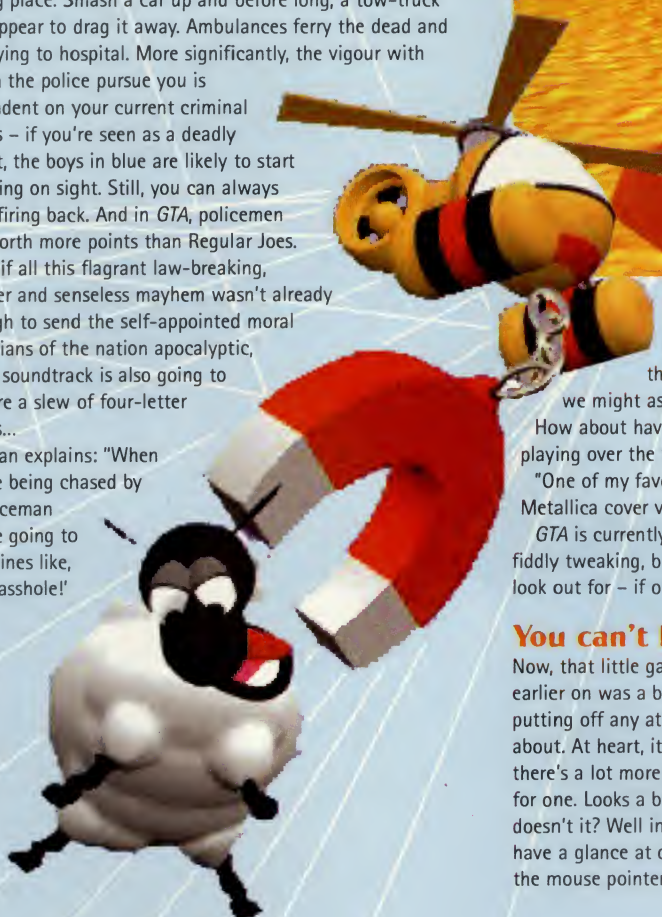 g place. Smash a car up and before long, a tow-truck
ppear to drag it away. Ambulances ferry the dead and
ying to hospital. More significantly, the vigour with
the police pursue you is
dent on your current criminal
s – if you're seen as a deadly
t, the boys in blue are likely to start
ing on sight. Still, you can always
firing back. And in GTA, policemen
orth more points than Regular Joes.
if all this flagrant law-breaking,
er and senseless mayhem wasn't already
gh to send the self-appointed moral
ians of the nation apocalyptic,
soundtrack is also going to
re a slew of four-letter
s...
an explains: "When
e being chased by
iceman
e going to
ines like,
asshole!'
th
we might as
How about hav
playing over the
"One of my favo
Metallica cover v
GTA is currently
fiddly tweaking, b
look out for – if o
You can't
Now, that little ga
earlier on was a b
putting off any at
about. At heart, it
there's a lot more
for one. Looks a b
doesn't it? Well in
have a glance at o
the mouse pointer